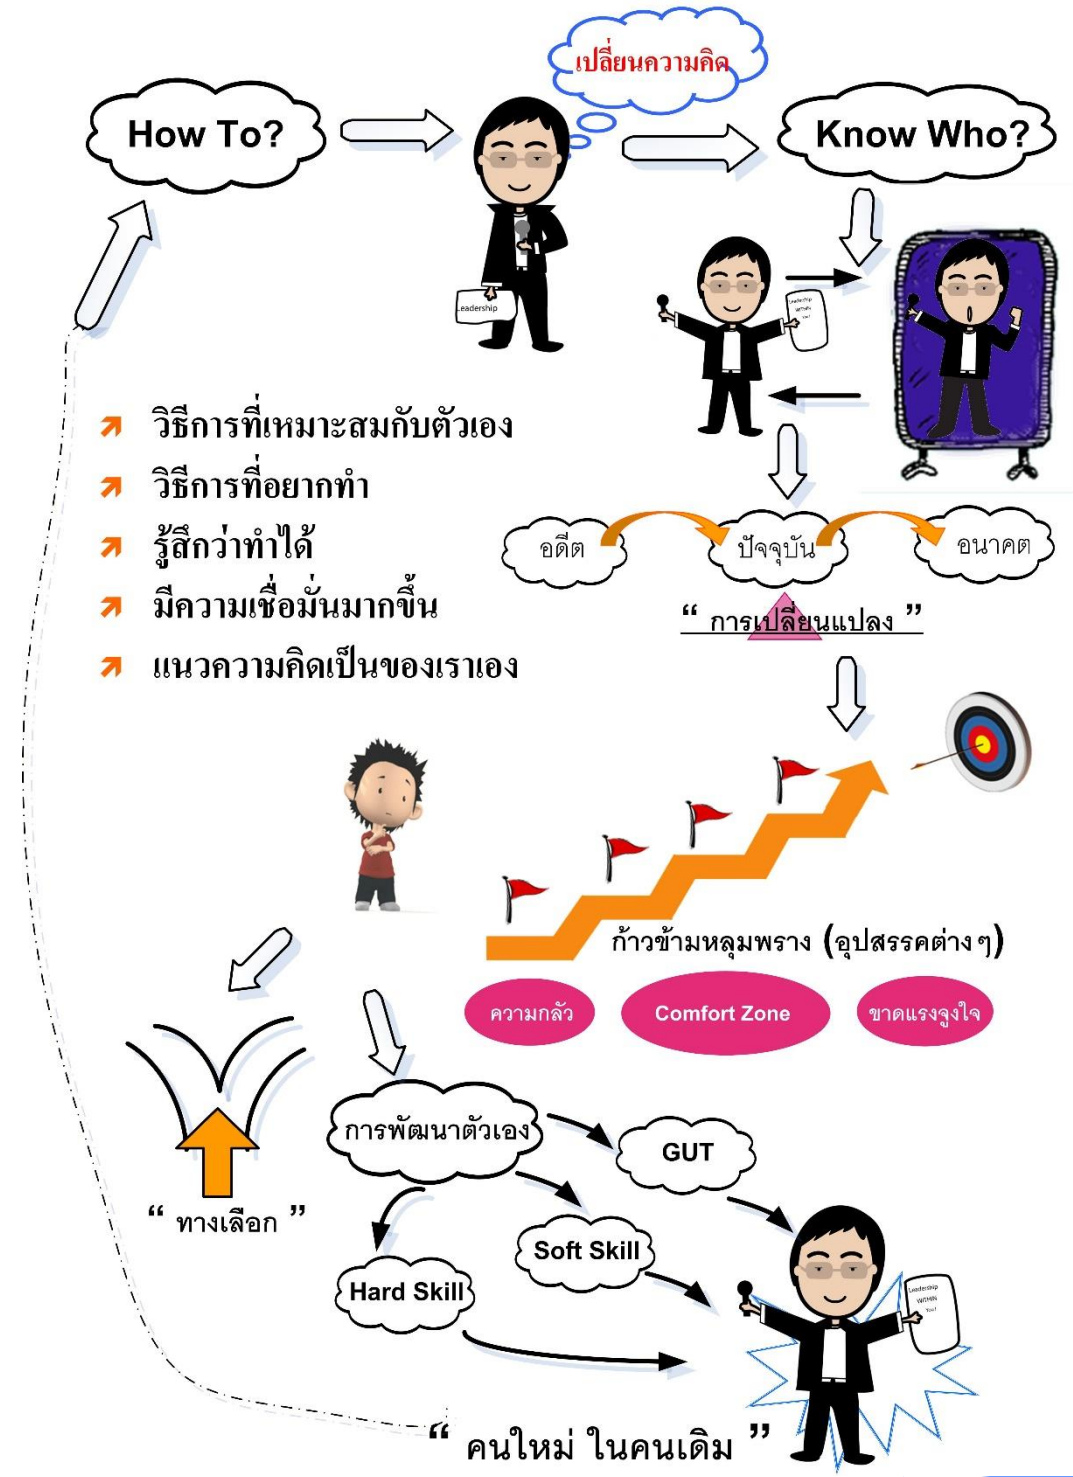 เปลี่ยนความคิด
How To?
Know Who?
Leadership
Leadership
WITHIN
You!
วิธีการที่เหมาะสมกับตัวเอง
วิธีการที่อยากทำ
รู้สึกว่าทำได้
มีความเชื่อมั่นมากขึ้น
แนวความคิดเป็นของเราเอง
อดีต
ปัจจุบัน
อนาคต
“ การเปลี่ยนแปลง ”
ก้าวข้ามหลุมพราง (อุปสรรคต่างๆ)
ความกลัว
Comfort Zone
ขาดแรงจูงใจ
“ ทางเลือก ”
การพัฒนาตัวเอง
GUT
Soft Skill
Hard Skill
Leadership
WITHIN
You!
“ คนใหม่ ในคนเดิม ”